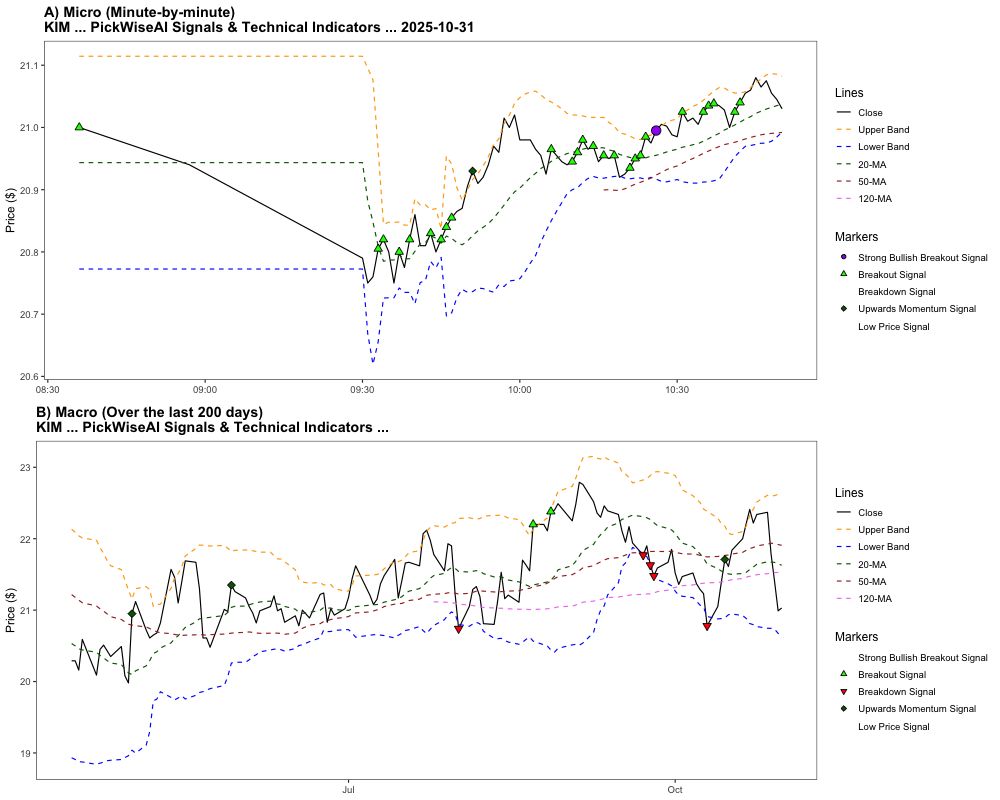 A) Micro (Minute-by-minute)
KIM ... PickWiseAI Signals & Technical Indicators ... 2025-10-31
Price ($)
21.1
21.0
20.9
20.8
20.7
20.6
08:30
09:00
09:30
10:00
10:30
Lines
Close
Upper Band
Lower Band
20-MA
50-MA
120-MA
Markers
Strong Bullish Breakout Signal
Breakout Signal
Breakdown Signal
Upwards Momentum Signal
Low Price Signal
B) Macro (Over the last 200 days)
KIM ... PickWiseAI Signals & Technical Indicators ...
Price ($)
23
22
21
20
19
Jul
Oct
Lines
Close
Upper Band
Lower Band
20-MA
50-MA
120-MA
Markers
Strong Bullish Breakout Signal
Breakout Signal
Breakdown Signal
Upwards Momentum Signal
Low Price Signal